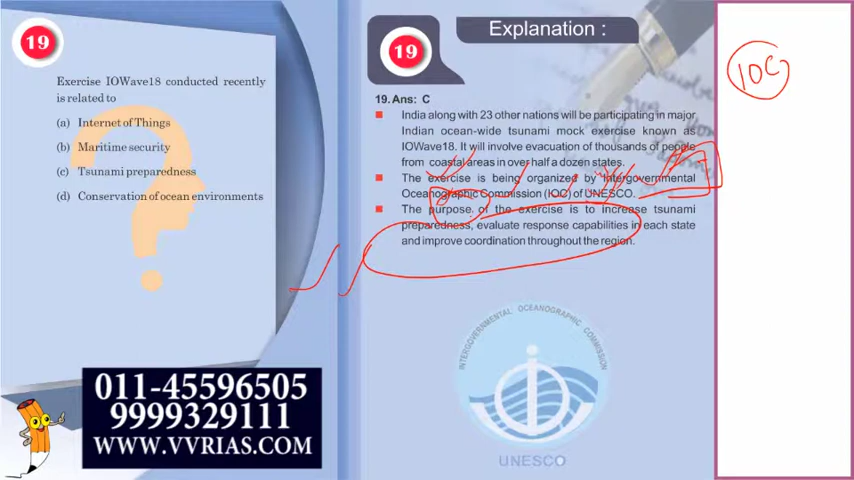 19
Exercise IOWave18 conducted recently
is related to
(a) Internet of Things
(b) Maritime security
(c) Tsunami preparedness
(d) Conservation of ocean environments
011-45596505
9999329111
WWW.VVRIAS.COM
Explanation :
19
19. Ans: C
India along with 23 other nations will be participating in major
Indian ocean-wide tsunami mock exercise known as
IOWave18. It will involve evacuation of thousands of people
from coastal areas in over half a dozen states.
The exercise is being organized by Intergovernmental
Oceanographic Commission (IOC) of UNESCO.
The purpose of the exercise is to increase tsunami
preparedness, evaluate response capabilities in each state
and improve coordination throughout the region.
INTERGOVERNMENTAL OCEANOGRAPHIC COMMISSION
UNESCO
IOC